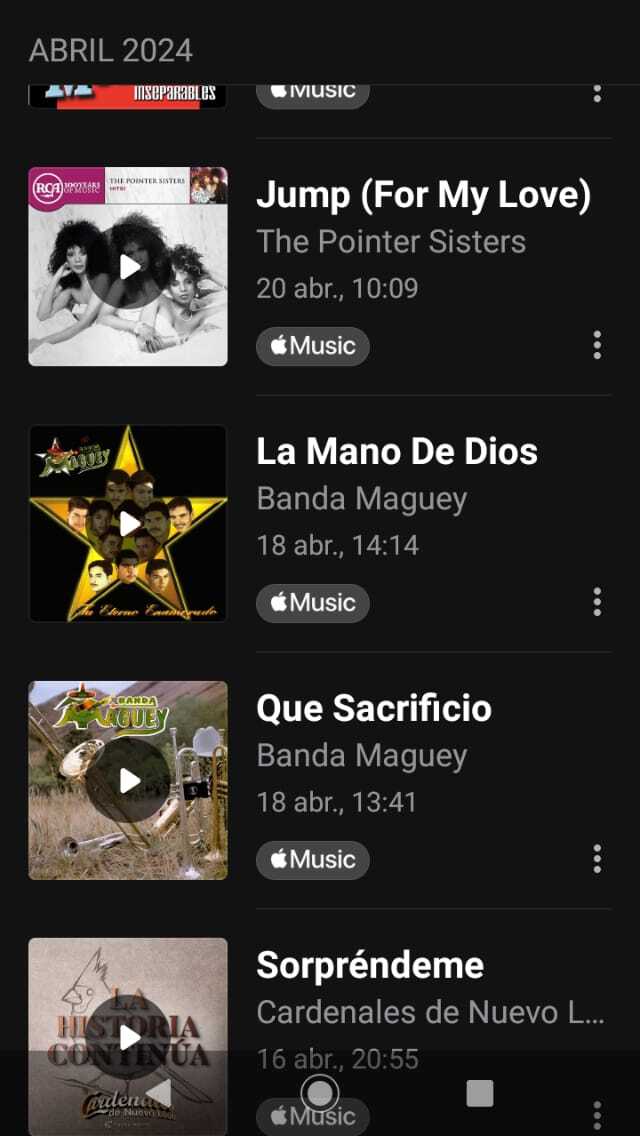 ABRIL 2024
INSEPARABLES
Music
RCA 100 YEARS OF MUSIC
THE POINTER SISTERS
HITS!
Jump (For My Love)
The Pointer Sisters
20 abr., 10:09
Music
BANDA MAGUEY
Tu Eterno Enamorado
La Mano De Dios
Banda Maguey
18 abr., 14:14
Music
BANDA MAGUEY
Que Sacrificio
Banda Maguey
18 abr., 13:41
Music
LA
HISTORIA
CONTINÚA
Cardenales
de Nuevo León
Sorpréndeme
Cardenales de Nuevo L...
16 abr., 20:55
Music